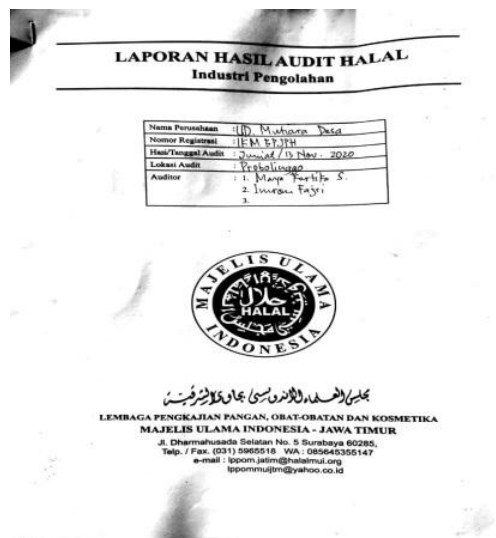 LAPORAN HASIL AUDIT HALAL
Industri Pengolahan
Nama Perusahaan : UD. Mutiara Desa
Nomor Registrasi : IKM BPJPH
Hari/Tanggal Audit : Jum'at / 13 Nov. 2020
Lokasi Audit : Probolinggo
Auditor : 1. Maya S.
2. Imron Fajri
3.
MAJELIS ULAMA
حلال
HALAL
INDONESIA
LEMBAGA PENGKAJIAN PANGAN, OBAT-OBATAN DAN KOSMETIKA
MAJELIS ULAMA INDONESIA - JAWA TIMUR
Jl. Dharmahusada Selatan No. 5 Surabaya 60285,
Telp. / Fax. (031) 5965518 WA : 085645355147
e-mail : lppom.jatim@halalmui.org
lppommuijtm@yahoo.co.id